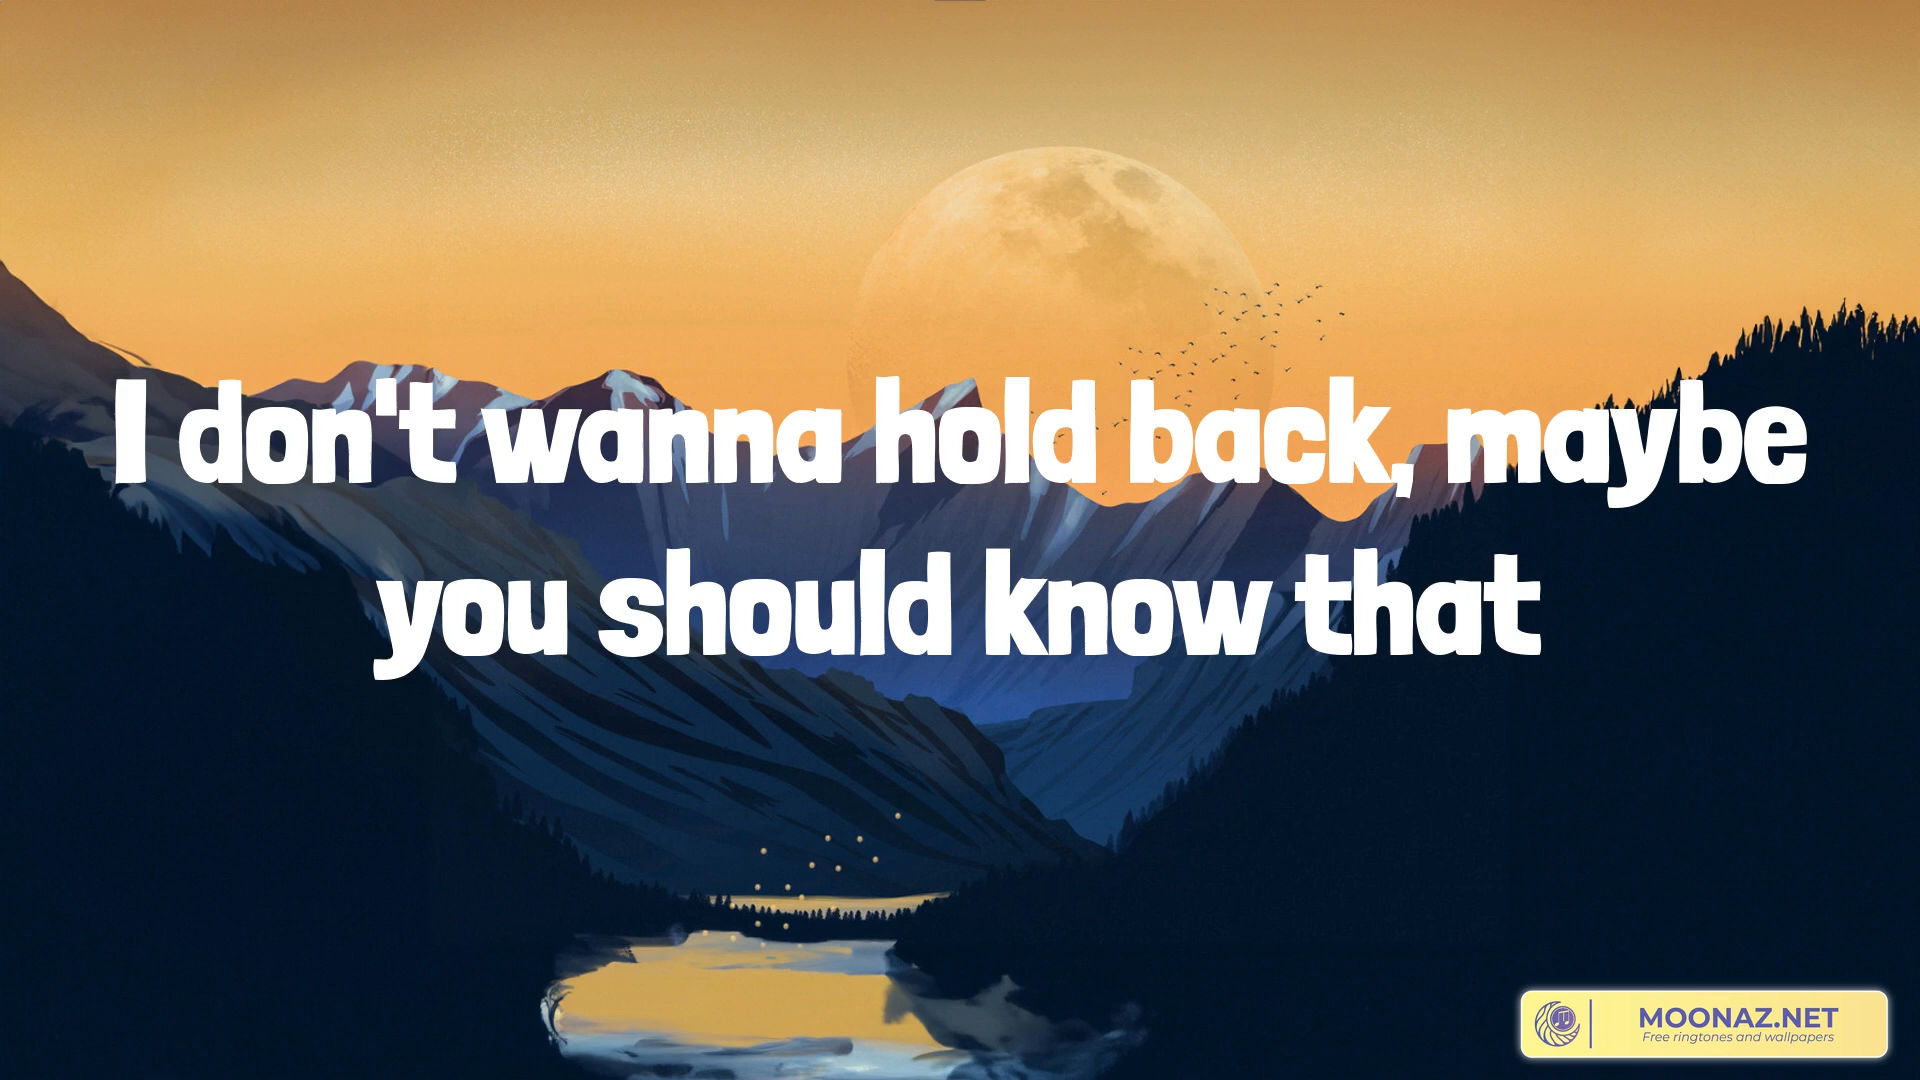 I don't wanna hold back, maybe
you should know that
MOONAZ.NET
Free ringtones and wallpapers